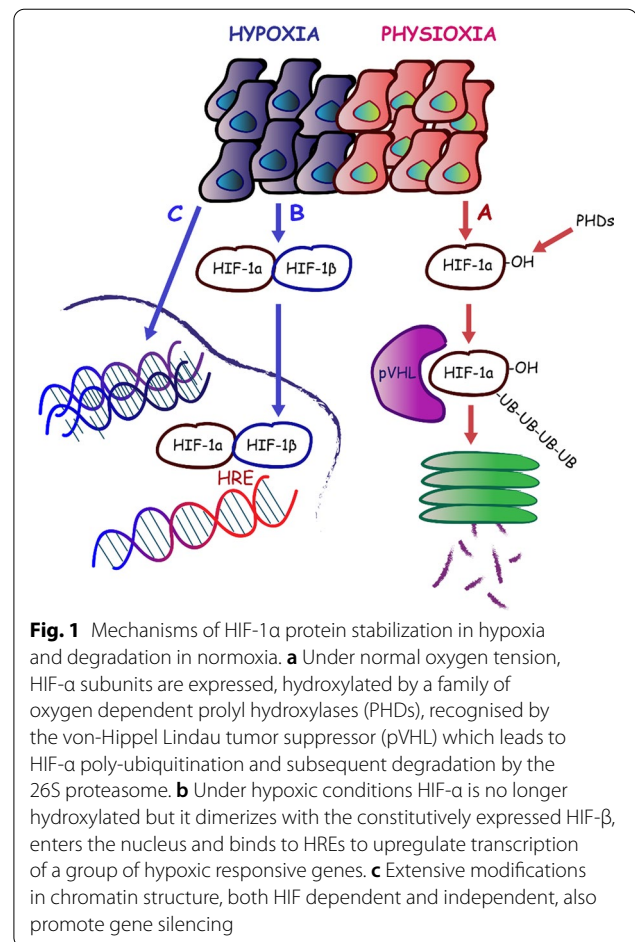 HYPOXIA PHYSIOXIA
C B A
PHDs
HIF-1α HIF-1β HIF-1α -OH
pVHL HIF-1α -OH
-UB-UB-UB-UB
HIF-1α HIF-1β
HRE
Fig. 1 Mechanisms of HIF-1α protein stabilization in hypoxia
and degradation in normoxia. a Under normal oxygen tension,
HIF-α subunits are expressed, hydroxylated by a family of
oxygen dependent prolyl hydroxylases (PHDs), recognised by
the von-Hippel Lindau tumor suppressor (pVHL) which leads to
HIF-α poly-ubiquitination and subsequent degradation by the
26S proteasome. b Under hypoxic conditions HIF-α is no longer
hydroxylated but it dimerizes with the constitutively expressed HIF-β,
enters the nucleus and binds to HREs to upregulate transcription
of a group of hypoxic responsive genes. c Extensive modifications
in chromatin structure, both HIF dependent and independent, also
promote gene silencing